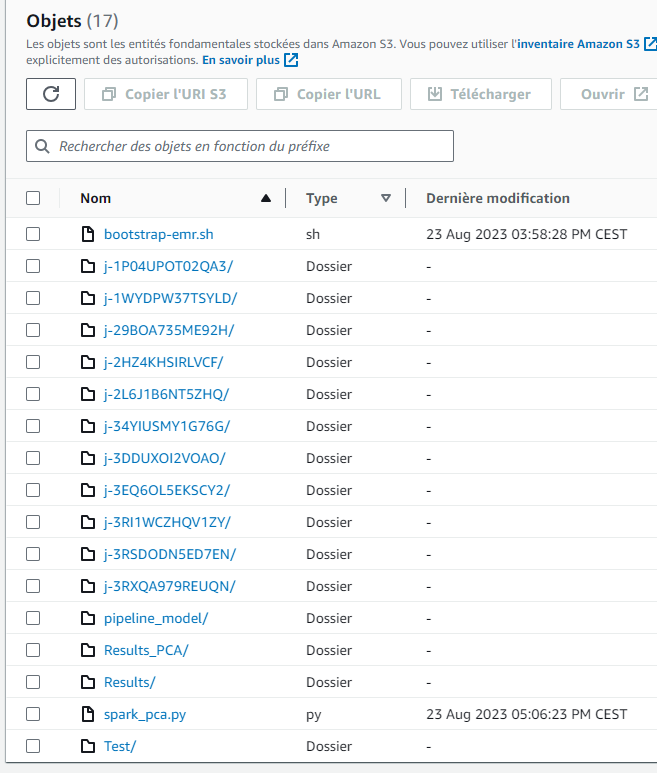 Objets (17)
Les objets sont les entités fondamentales stockées dans Amazon S3. Vous pouvez utiliser l'inventaire Amazon S3
explicitement des autorisations. En savoir plus
Copier l'URI S3 Copier l'URL Télécharger Ouvrir
Rechercher des objets en fonction du préfixe
Nom Type Dernière modification
bootstrap-emr.sh sh 23 Aug 2023 03:58:28 PM CEST
j-1P04UPOT02QA3/ Dossier -
j-1WYDPW37TSYLD/ Dossier -
j-29BOA735ME92H/ Dossier -
j-2HZ4KHSIRLVCF/ Dossier -
j-2L6J1B6NT5ZHQ/ Dossier -
j-34YIUSMY1G76G/ Dossier -
j-3DDUXOI2VOAO/ Dossier -
j-3EQ6OL5EKSCY2/ Dossier -
j-3RI1WCZHQV1ZY/ Dossier -
j-3RSDODN5ED7EN/ Dossier -
j-3RXQA979REUQN/ Dossier -
pipeline_model/ Dossier -
Results_PCA/ Dossier -
Results/ Dossier -
spark_pca.py py 23 Aug 2023 05:06:23 PM CEST
Test/ Dossier -